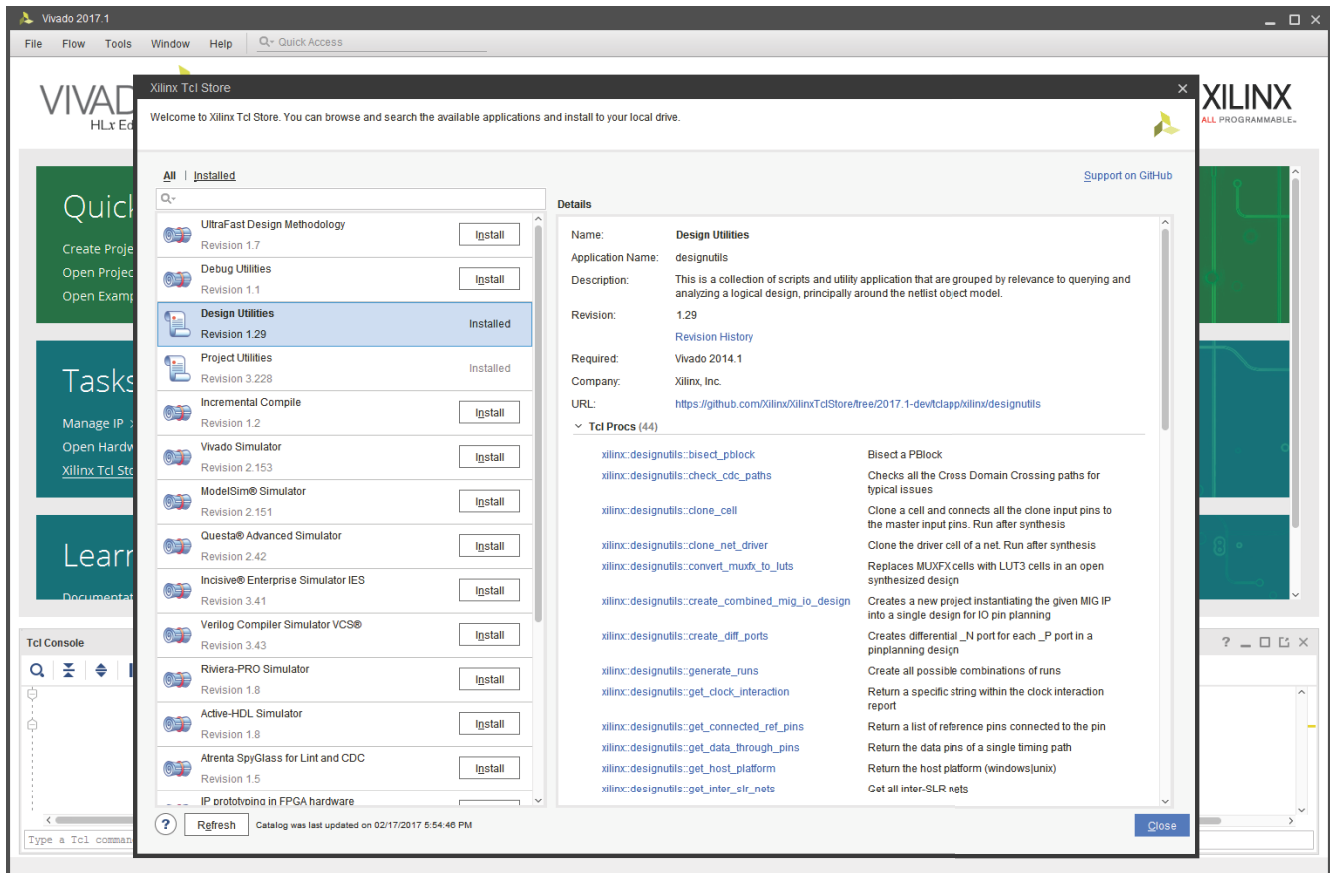 Vivado 2017.1
File Flow Tools Window Help Quick Access
VIVAD
HLx Ed
XILINX
ALL PROGRAMMABLE
Quick
Create Proje
Open Projec
Open Examp
Tasks
Manage IP >
Open Hardw
Xilinx Tcl Sto
Learn
Documentat
Tcl Console
Type a Tcl comman
Xilinx Tcl Store
Welcome to Xilinx Tcl Store. You can browse and search the available applications and install to your local drive.
All | Installed
Support on GitHub
UltraFast Design Methodology
Revision 1.7
Install
Debug Utilities
Revision 1.1
Install
Design Utilities
Revision 1.29
Installed
Project Utilities
Revision 3.228
Installed
Incremental Compile
Revision 1.2
Install
Vivado Simulator
Revision 2.153
Install
ModelSim® Simulator
Revision 2.151
Install
Questa® Advanced Simulator
Revision 2.42
Install
Incisive® Enterprise Simulator IES
Revision 3.41
Install
Verilog Compiler Simulator VCS®
Revision 3.43
Install
Riviera-PRO Simulator
Revision 1.8
Install
Active-HDL Simulator
Revision 1.8
Install
Atrenta SpyGlass for Lint and CDC
Revision 1.5
Install
IP prototyping in FPGA hardware
Details
Name: Design Utilities
Application Name: designutils
Description: This is a collection of scripts and utility application that are grouped by relevance to querying and
analyzing a logical design, principally around the netlist object model.
Revision: 1.29
Revision History
Required: Vivado 2014.1
Company: Xilinx, Inc.
URL: https://github.com/Xilinx/XilinxTclStore/tree/2017.1-dev/tclapp/xilinx/designutils
Tcl Procs (44)
xilinx::designutils::bisect_pblock Bisect a PBlock
xilinx::designutils::check_cdc_paths Checks all the Cross Domain Crossing paths for
typical issues
xilinx::designutils::clone_cell Clone a cell and connects all the clone input pins to
the master input pins. Run after synthesis
xilinx::designutils::clone_net_driver Clone the driver cell of a net. Run after synthesis
xilinx::designutils::convert_muxfx_to_luts Replaces MUXFX cells with LUT3 cells in an open
synthesized design
xilinx::designutils::create_combined_mig_io_design Creates a new project instantiating the given MIG IP
into a single design for IO pin planning
xilinx::designutils::create_diff_ports Creates differential _N port for each _P port in a
pinplanning design
xilinx::designutils::generate_runs Create all possible combinations of runs
xilinx::designutils::get_clock_interaction Return a specific string within the clock interaction
report
xilinx::designutils::get_connected_ref_pins Return a list of reference pins connected to the pin
xilinx::designutils::get_data_through_pins Return the data pins of a single timing path
xilinx::designutils::get_host_platform Return the host platform (windows|unix)
xilinx::designutils::get_inter_slr_nets Get all inter-SLR nets
? Refresh Catalog was last updated on 02/17/2017 5:54:46 PM
Close